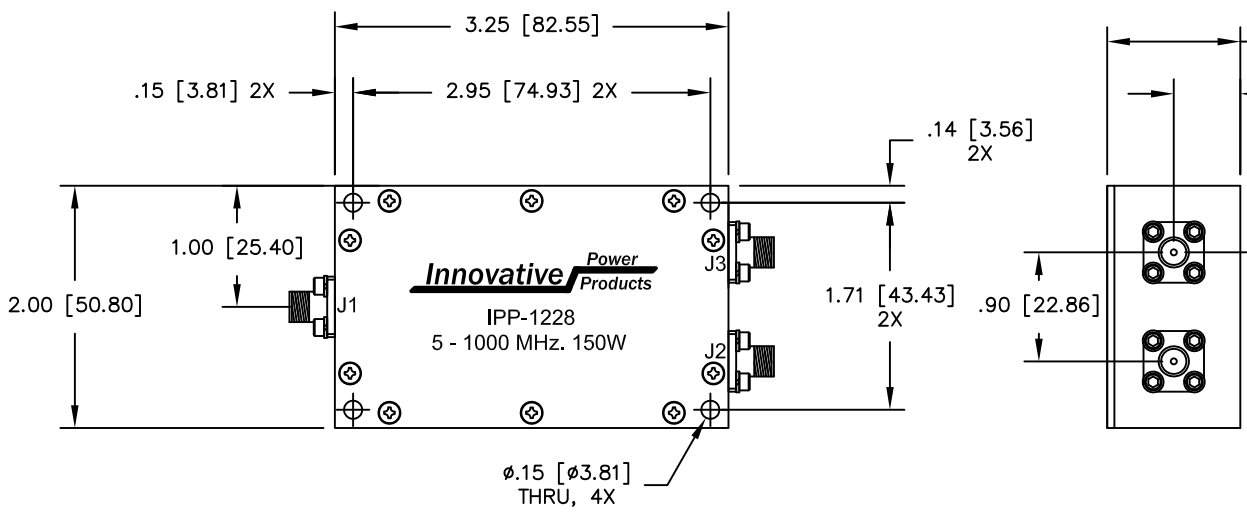 3.25 [82.55]
.15 [3.81] 2X
2.95 [74.93] 2X
.14 [3.56]
2X
1.00 [25.40]
2.00 [50.80]
J1
Innovative Power
Products
IPP-1228
5 - 1000 MHz. 150W
J3
J2
1.71 [43.43]
2X
.90 [22.86]
ø.15 [ø3.81]
THRU, 4X